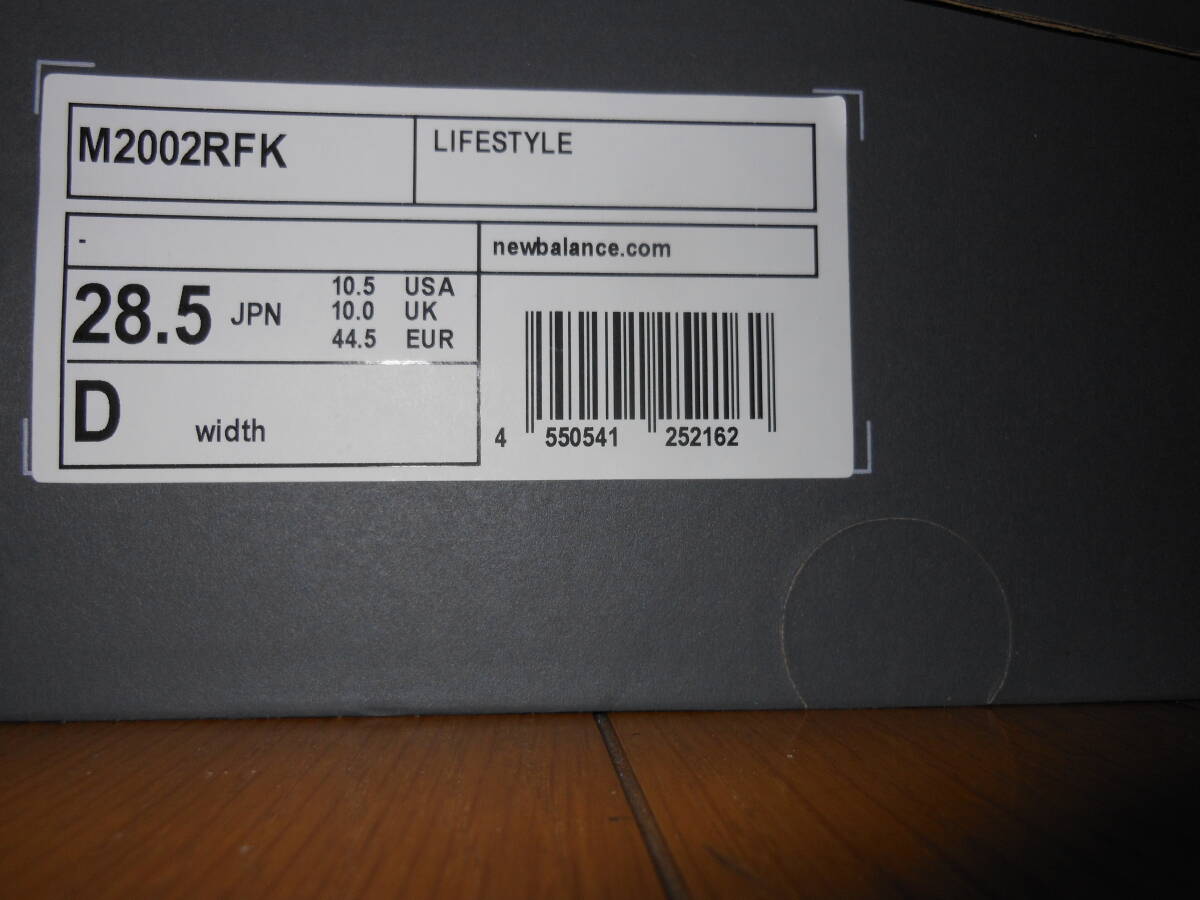 M2002RFK
LIFESTYLE
-
newbalance.com
28.5 JPN
10.5 USA
10.0 UK
44.5 EUR
D width
4 550541 252162